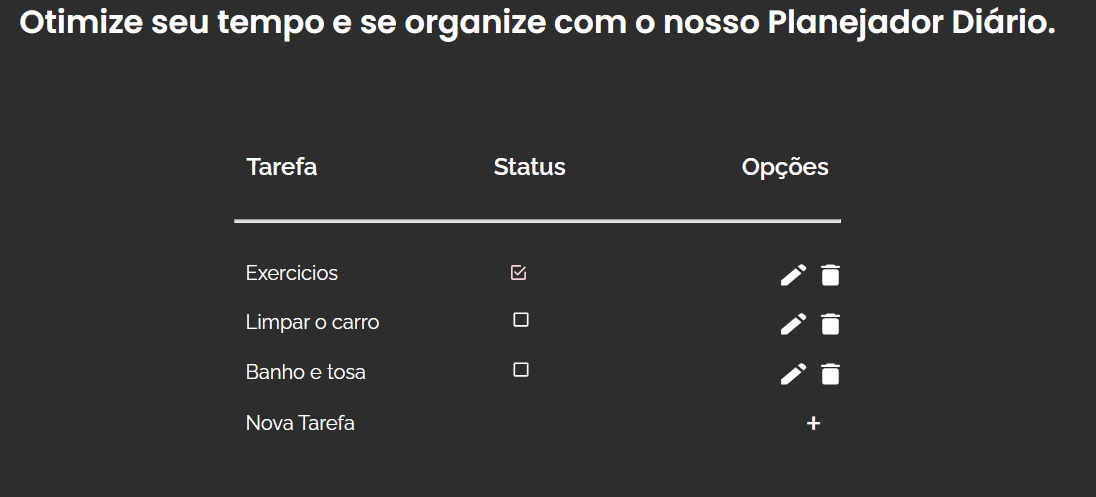 Otimize seu tempo e se organize com o nosso Planejador Diário.
Tarefa Status Opções
Exercicios
Limpar o carro
Banho e tosa
Nova Tarefa +